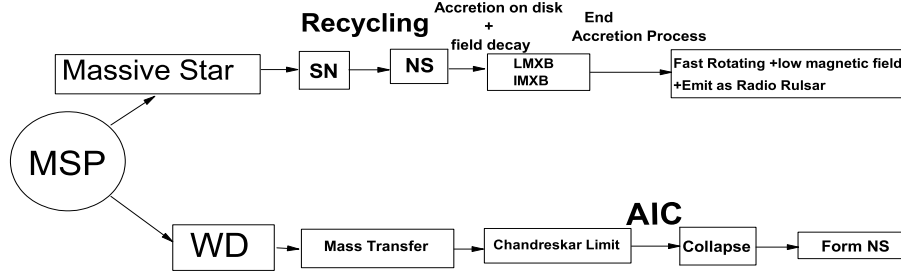 Recycling
Accretion on disk
+
field decay
End
Accretion Process
Massive Star
SN
NS
LMXB
IMXB
Fast Rotating +low magnetic field
+Emit as Radio Rulsar
MSP
AIC
WD
Mass Transfer
Chandreskar Limit
Collapse
Form NS